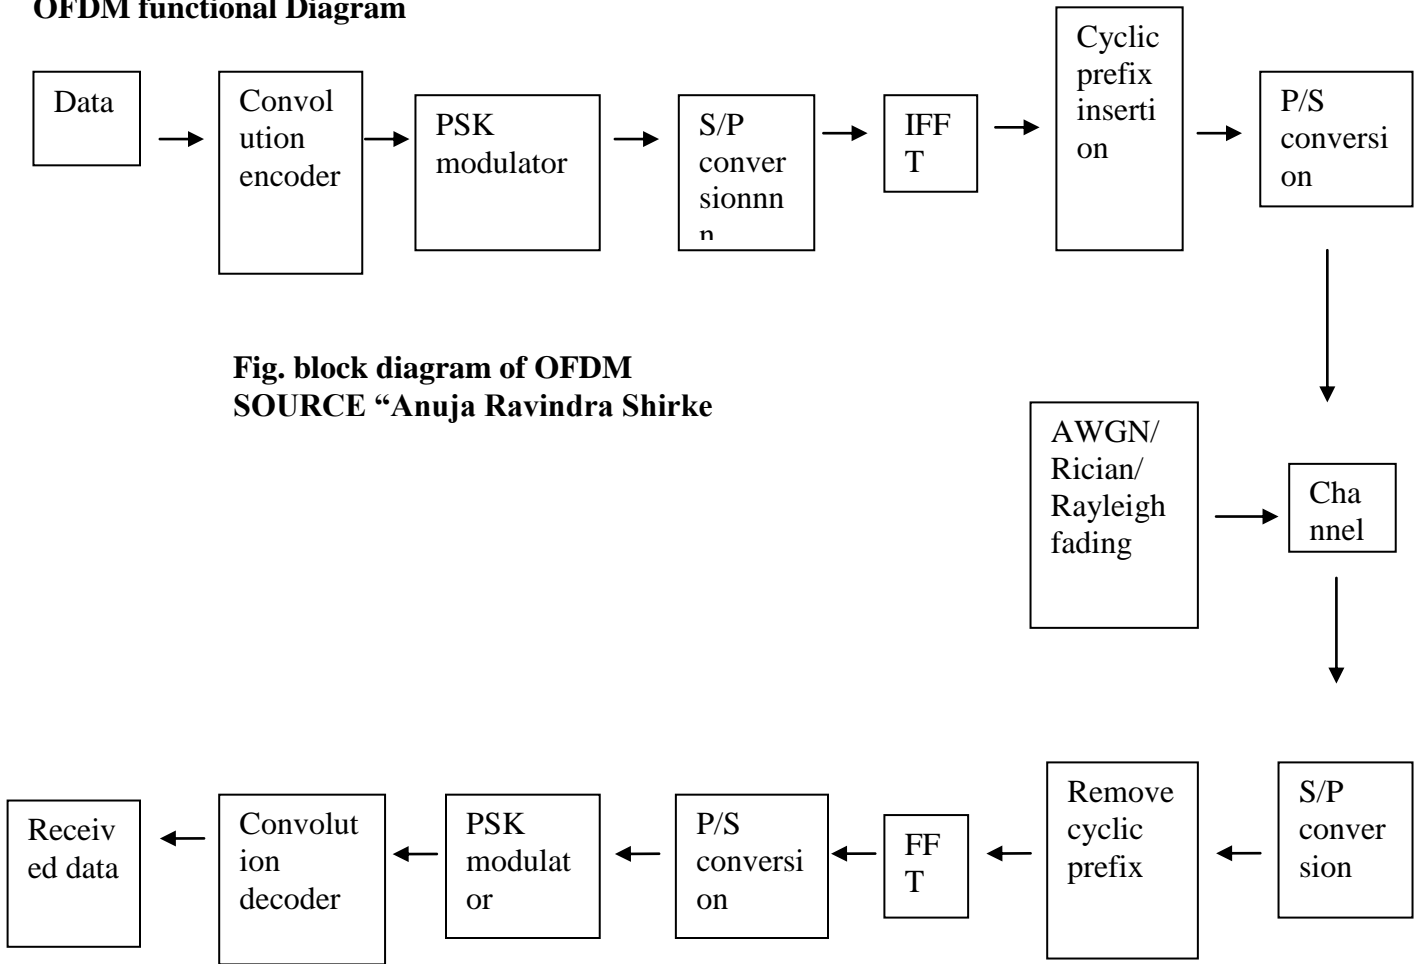 OFDM functional Diagram
Data
Convol
ution
encoder
PSK
modulator
S/P
conver
sionnn
n
IFF
T
Cyclic
prefix
inserti
on
P/S
conversi
on
Fig. block diagram of OFDM
SOURCE “Anuja Ravindra Shirke
AWGN/
Rician/
Rayleigh
fading
Cha
nnel
Receiv
ed data
Convolut
ion
decoder
PSK
modulat
or
P/S
conversi
on
FF
T
Remove
cyclic
prefix
S/P
conver
sion